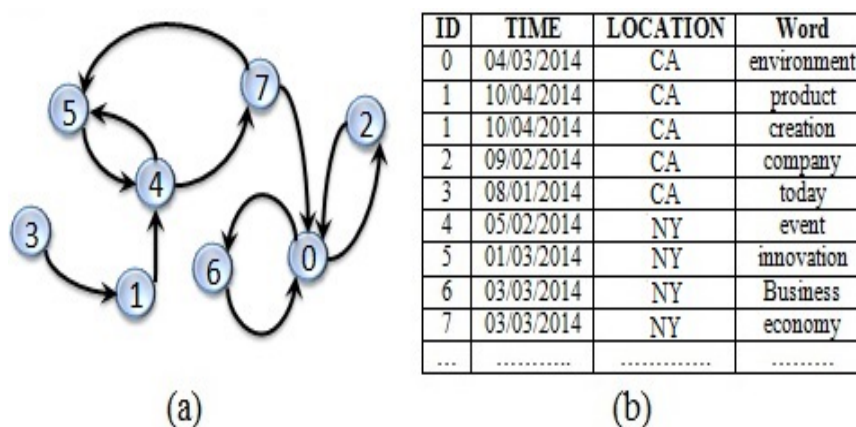 7
5
2
4
3
6
0
1
(a)
ID TIME LOCATION Word
0 04/03/2014 CA environment
1 10/04/2014 CA product
1 10/04/2014 CA creation
2 09/02/2014 CA company
3 08/01/2014 CA today
4 05/02/2014 NY event
5 01/03/2014 NY innovation
6 03/03/2014 NY Business
7 03/03/2014 NY economy
... ........... ............. .........
(b)